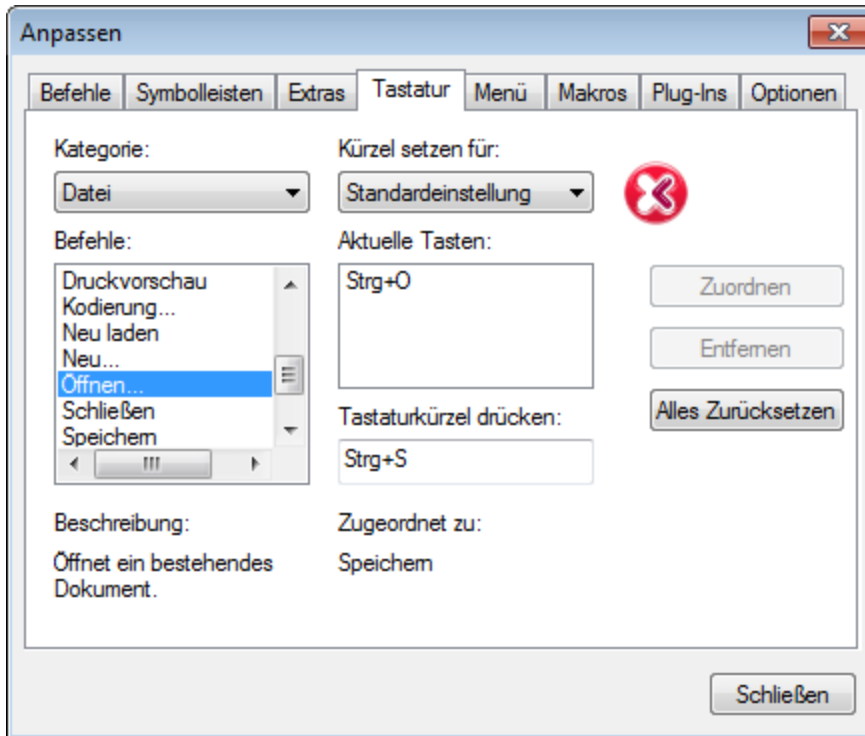 Anpassen
Befehle Symbolleisten Extras Tastatur Menü Makros Plug-Ins Optionen
Kategorie: Kürzel setzen für:
Datei Standardeinstellung
Befehle: Aktuelle Tasten:
Druckvorschau Strg+O
Kodierung... Zuordnen
Neu laden
Neu... Entfernen
Öffnen...
Schließen Tastaturkürzel drücken: Alles Zurücksetzen
Speichern
Strg+S
Beschreibung: Zugeordnet zu:
Öffnet ein bestehendes Speichern
Dokument.
Schließen